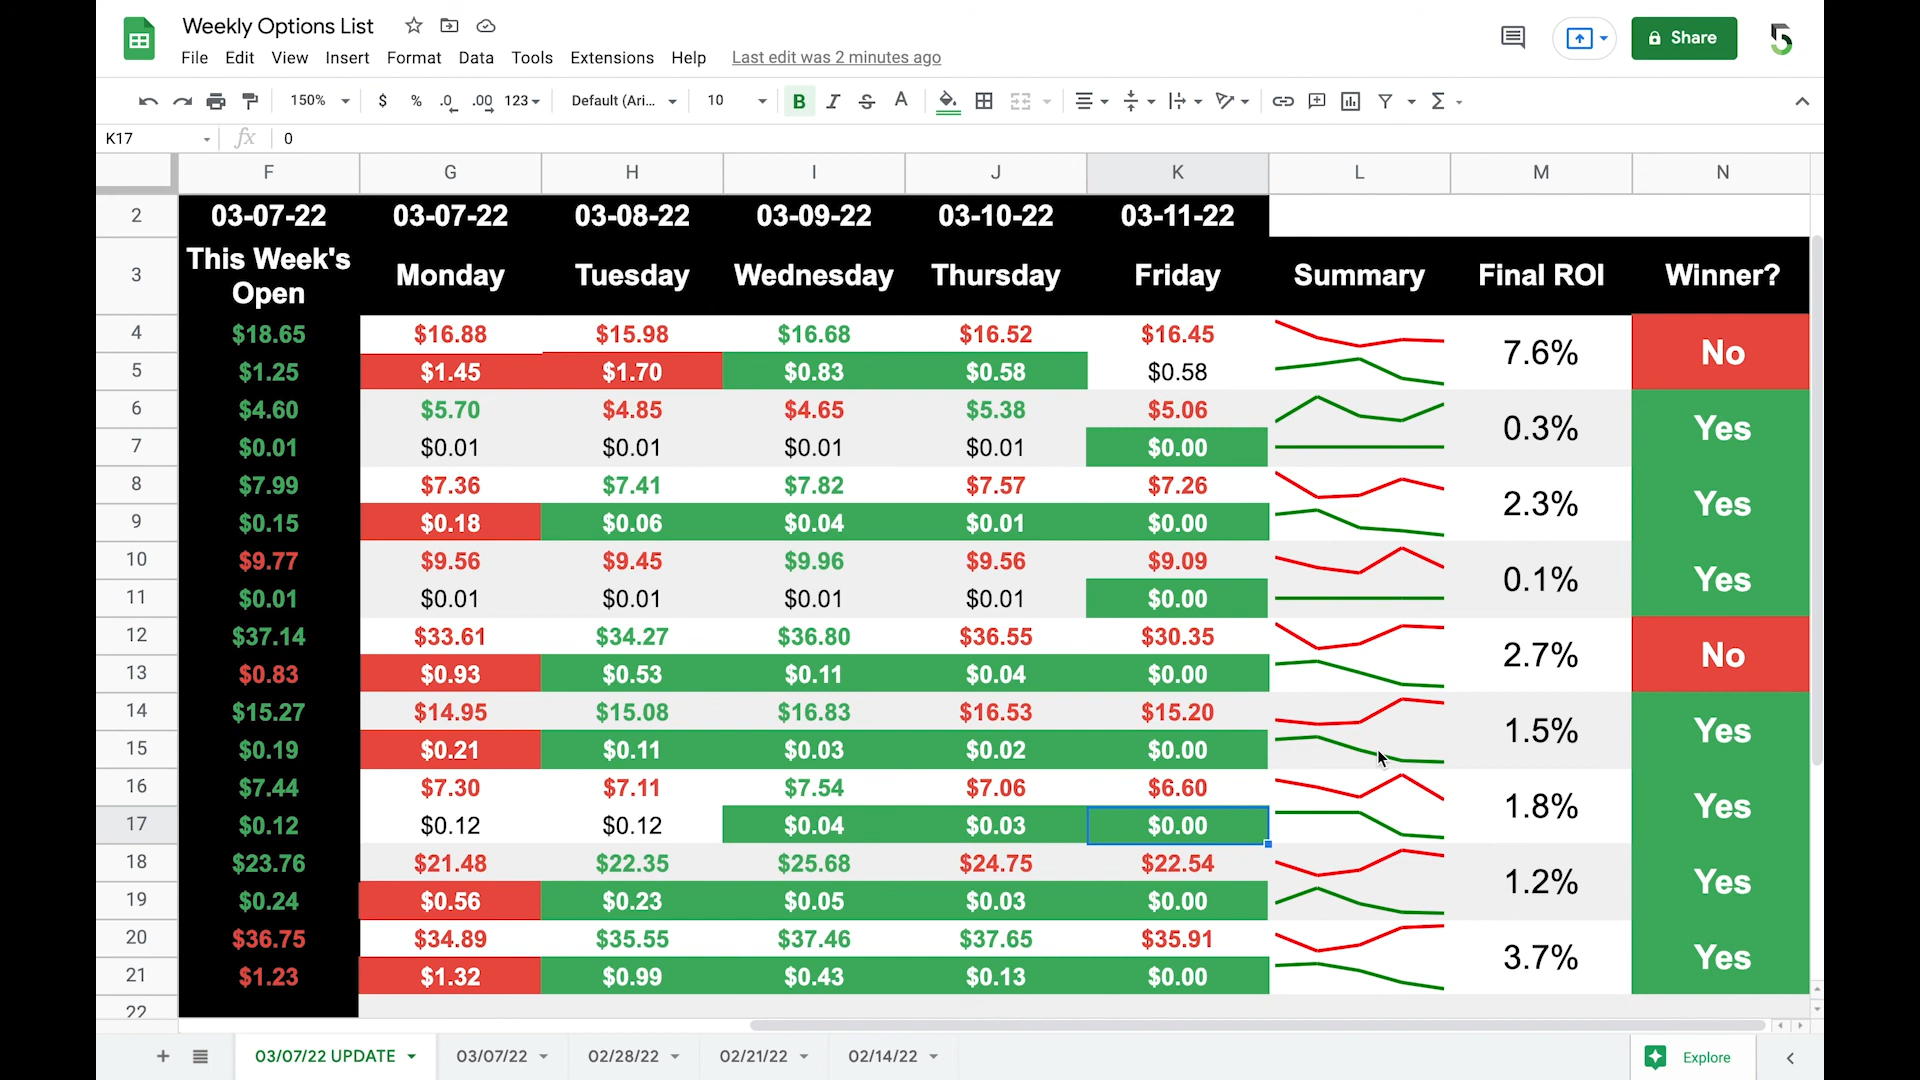 Weekly Options List
File Edit View Insert Format Data Tools Extensions Help Last edit was 2 minutes ago
Share
150% $ % .0 .00 123 Default (Ari... 10 B I S A
K17 fx 0
F G H I J K L M N
2 03-07-22 03-07-22 03-08-22 03-09-22 03-10-22 03-11-22
3 This Week's Open Monday Tuesday Wednesday Thursday Friday Summary Final ROI Winner?
4 $18.65 $16.88 $15.98 $16.68 $16.52 $16.45 7.6% No
5 $1.25 $1.45 $1.70 $0.83 $0.58 $0.58
6 $4.60 $5.70 $4.85 $4.65 $5.38 $5.06 0.3% Yes
7 $0.01 $0.01 $0.01 $0.01 $0.01 $0.00
8 $7.99 $7.36 $7.41 $7.82 $7.57 $7.26 2.3% Yes
9 $0.15 $0.18 $0.06 $0.04 $0.01 $0.00
10 $9.77 $9.56 $9.45 $9.96 $9.56 $9.09 0.1% Yes
11 $0.01 $0.01 $0.01 $0.01 $0.01 $0.00
12 $37.14 $33.61 $34.27 $36.80 $36.55 $30.35 2.7% No
13 $0.83 $0.93 $0.53 $0.11 $0.04 $0.00
14 $15.27 $14.95 $15.08 $16.83 $16.53 $15.20 1.5% Yes
15 $0.19 $0.21 $0.11 $0.03 $0.02 $0.00
16 $7.44 $7.30 $7.11 $7.54 $7.06 $6.60 1.8% Yes
17 $0.12 $0.12 $0.12 $0.04 $0.03 $0.00
18 $23.76 $21.48 $22.35 $25.68 $24.75 $22.54 1.2% Yes
19 $0.24 $0.56 $0.23 $0.05 $0.03 $0.00
20 $36.75 $34.89 $35.55 $37.46 $37.65 $35.91 3.7% Yes
21 $1.23 $1.32 $0.99 $0.43 $0.13 $0.00
22
03/07/22 UPDATE 03/07/22 02/28/22 02/21/22 02/14/22 Explore